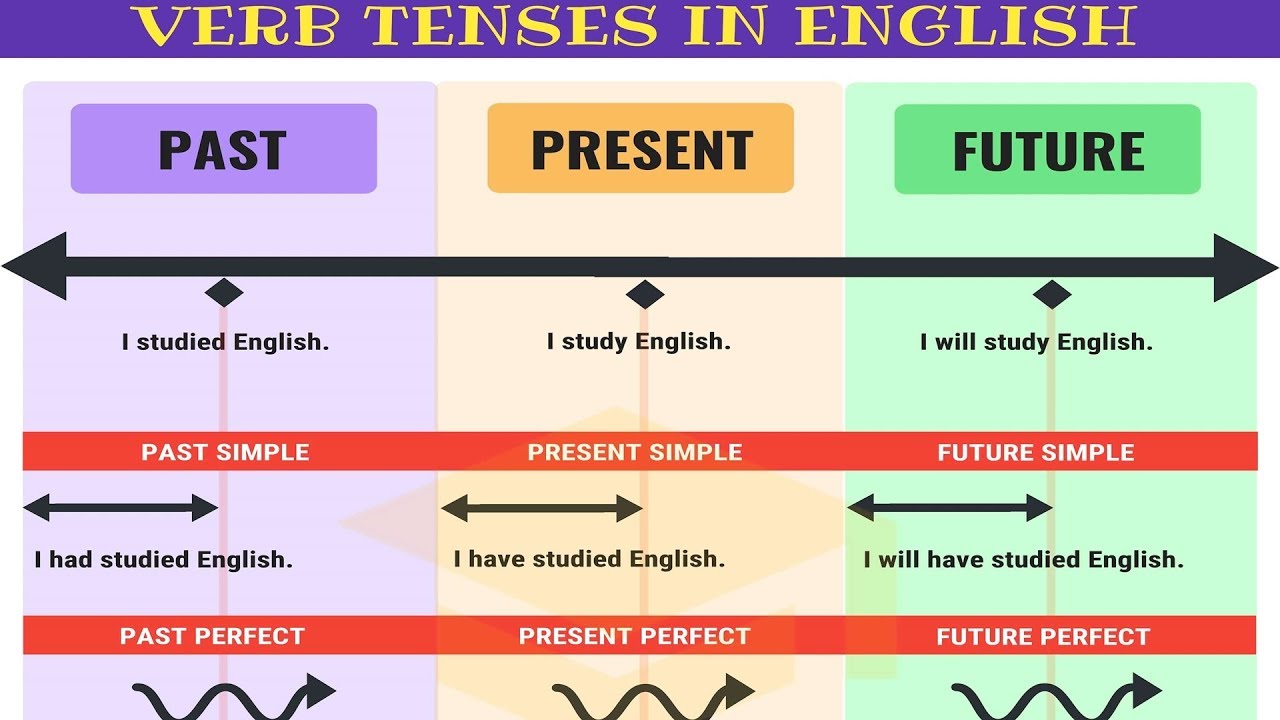 VERB TENSES IN ENGLISH
PAST
PRESENT
FUTURE
I studied English.
I study English.
I will study English.
PAST SIMPLE
PRESENT SIMPLE
FUTURE SIMPLE
I had studied English.
I have studied English.
I will have studied English.
PAST PERFECT
PRESENT PERFECT
FUTURE PERFECT